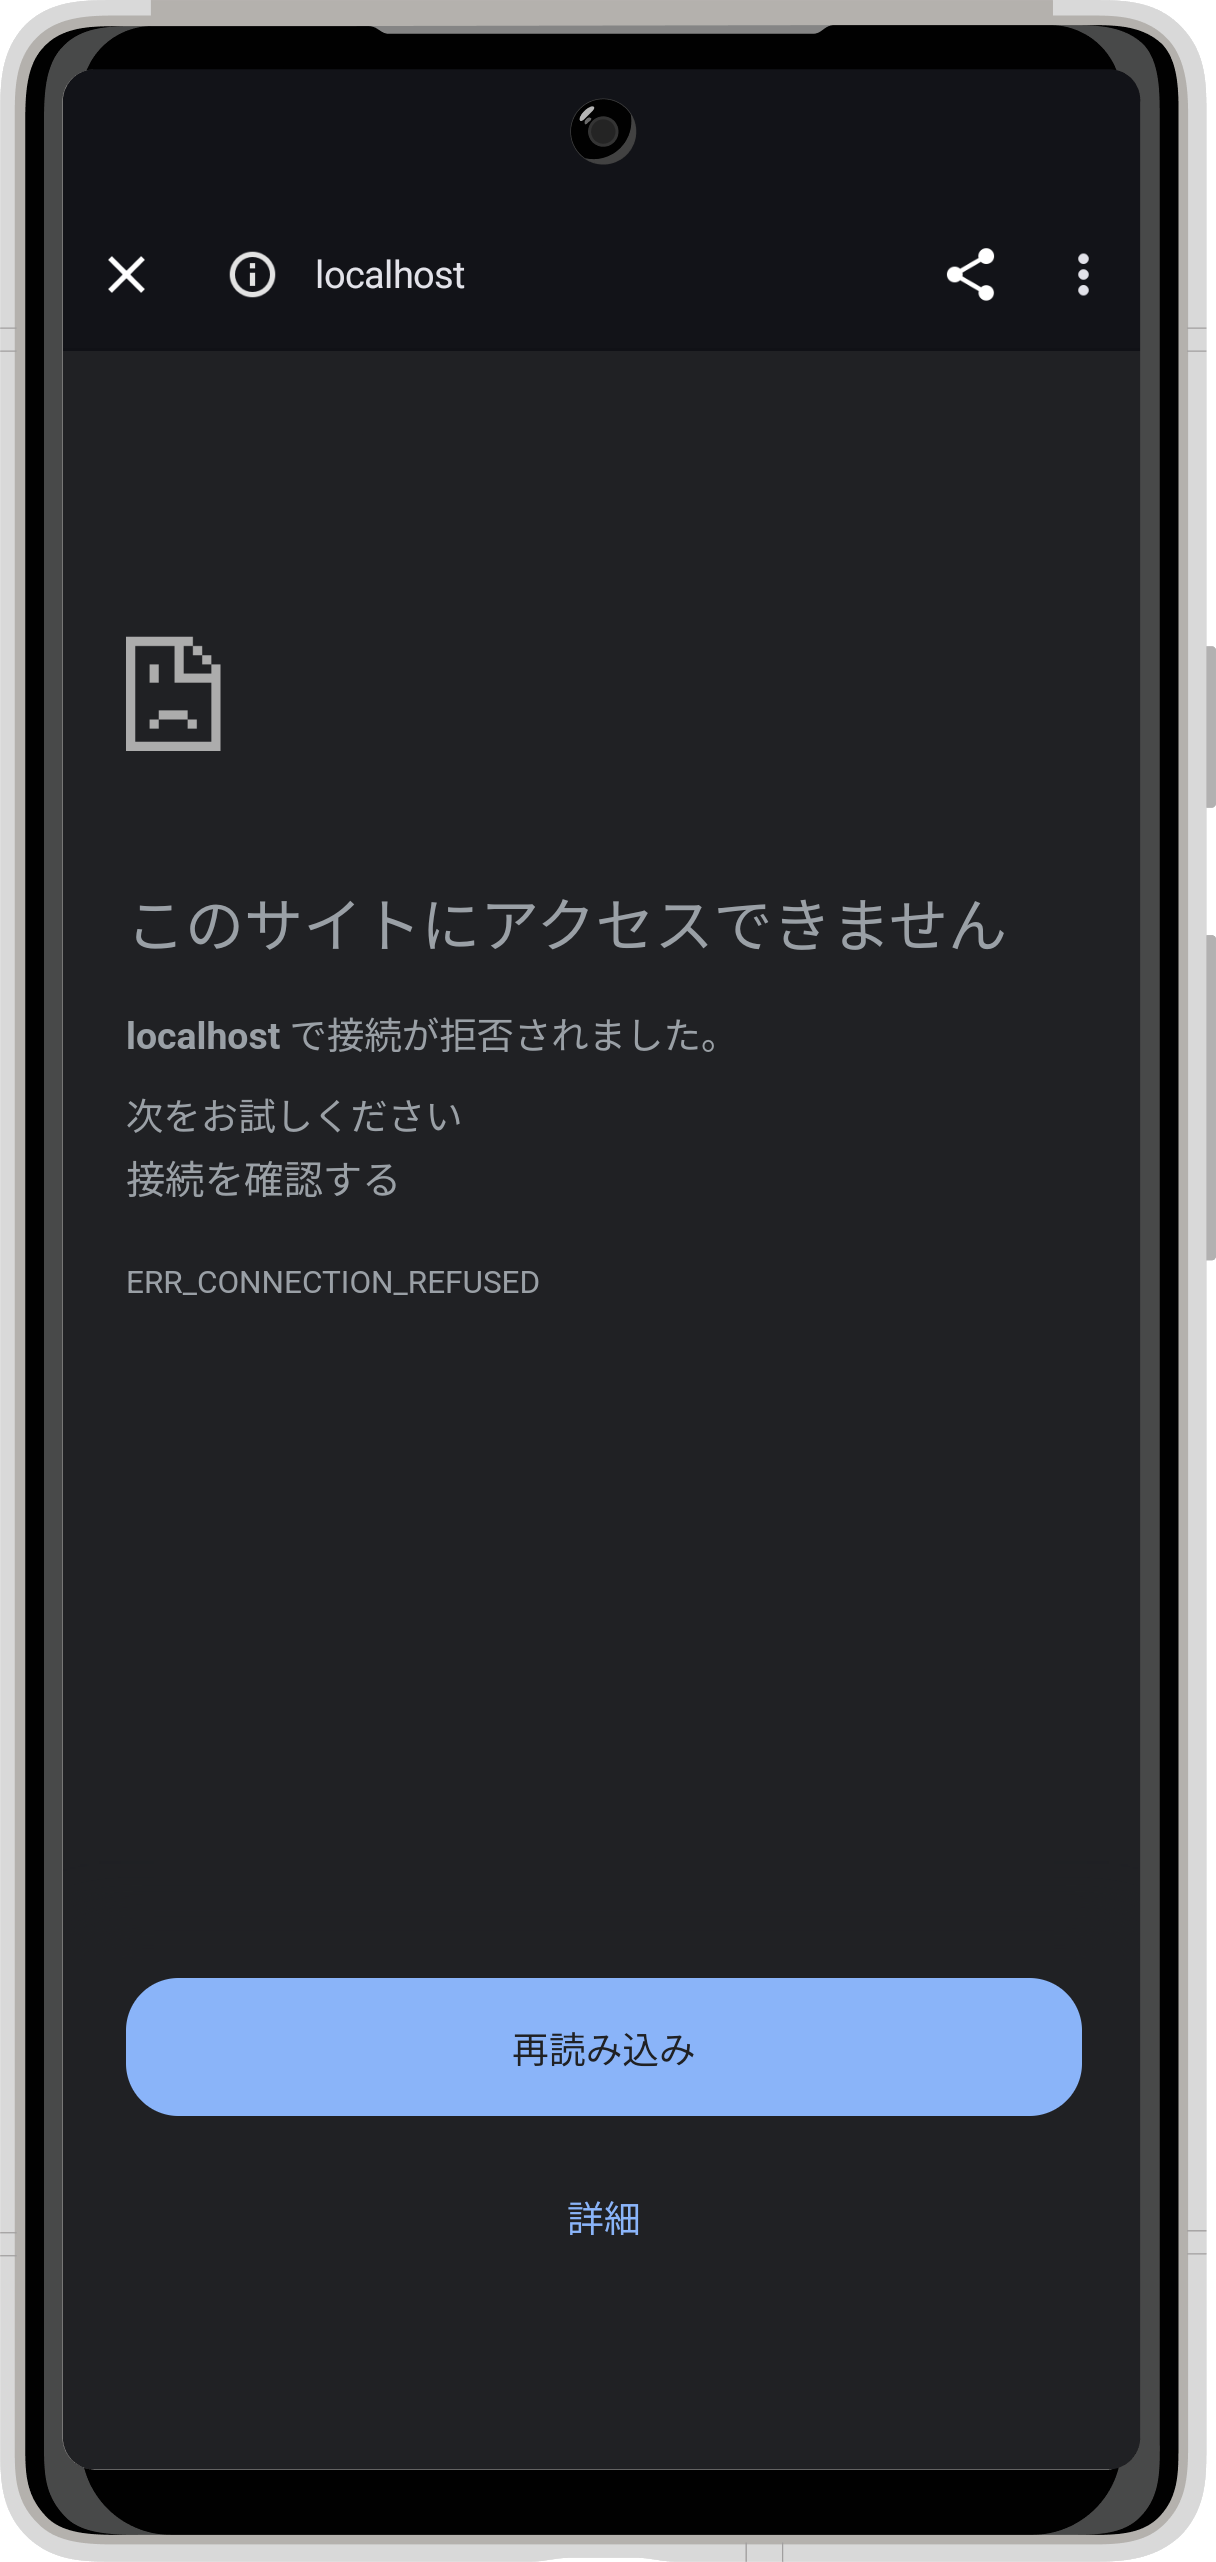 localhost
このサイトにアクセスできません
localhost で接続が拒否されました。
次をお試しください
接続を確認する
ERR_CONNECTION_REFUSED
再読み込み
詳細